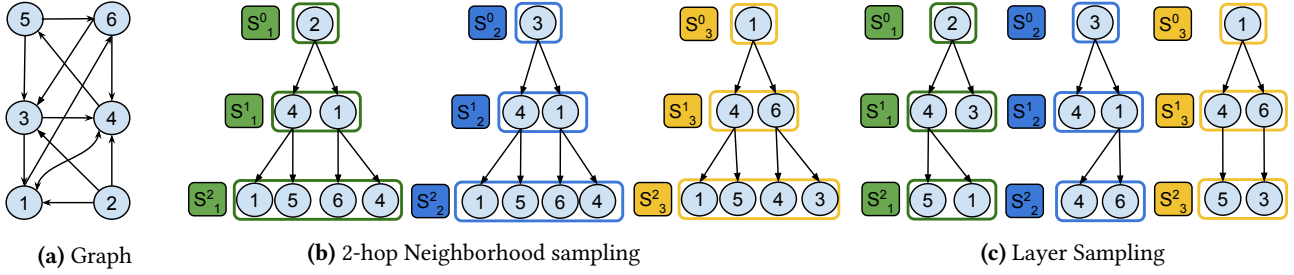 5 6
3 4
1 2
(a) Graph
S⁰₁ 2
S¹₁ 4 1
S²₁ 1 5 6 4
S⁰₂ 3
S¹₂ 4 1
S²₂ 1 5 6 4
S⁰₃ 1
S¹₃ 4 6
S²₃ 1 5 4 3
(b) 2-hop Neighborhood sampling
S⁰₁ 2
S¹₁ 4 3
S²₁ 5 1
S⁰₂ 3
S¹₂ 4 1
S²₂ 4 6
S⁰₃ 1
S¹₃ 4 6
S²₃ 5 3
(c) Layer Sampling